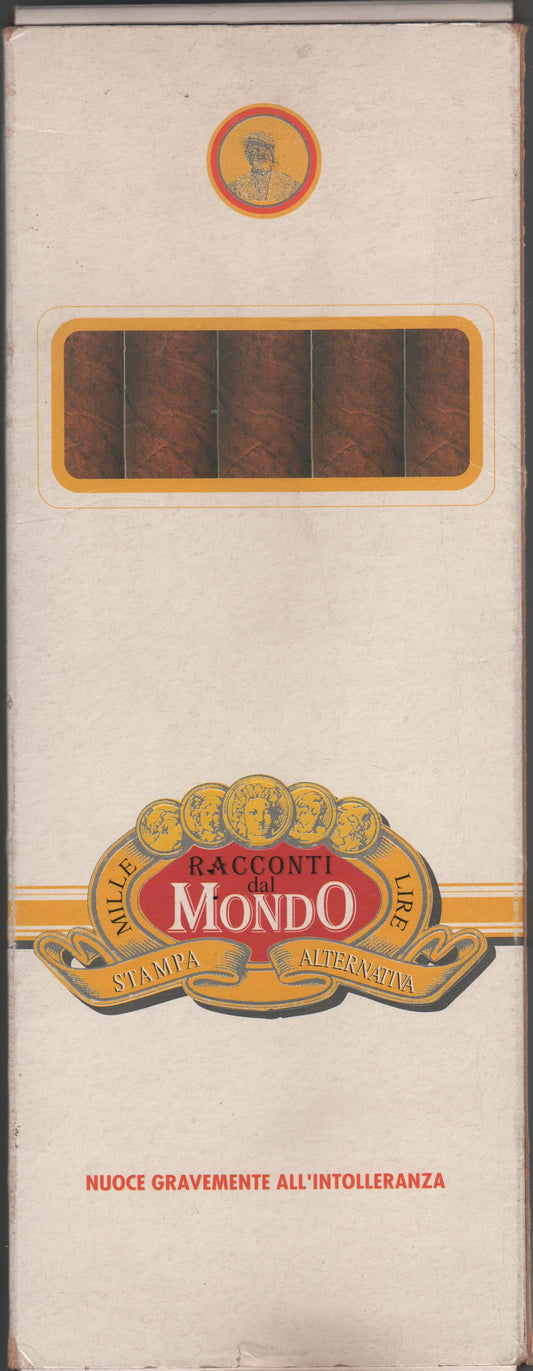 MILLE
RACCONTI
dal
MONDO
LIRE
STAMPA
ALTERNATIVA
NUOCE GRAVEMENTE ALL'INTOLLERANZA